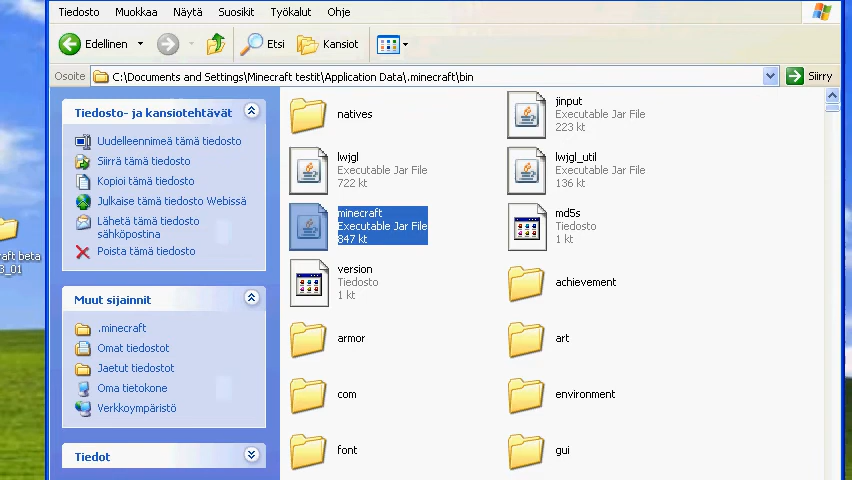 Tiedosto Muokkaa Näytä Suosikit Työkalut Ohje
Edellinen Etsi Kansiot
Osoite C:\Documents and Settings\Minecraft testit\Application Data\.minecraft\bin Siirry
Tiedosto- ja kansiotehtävät
Uudelleennimeä tämä tiedosto
Siirrä tämä tiedosto
Kopioi tämä tiedosto
Julkaise tämä tiedosto Webissä
Lähetä tämä tiedosto
sähköpostina
Poista tämä tiedosto
Muut sijainnit
.minecraft
Omat tiedostot
Jaetut tiedostot
Oma tietokone
Verkkoympäristö
Tiedot
natives
jinput
Executable Jar File
223 kt
lwjgl
Executable Jar File
722 kt
lwjgl_util
Executable Jar File
136 kt
minecraft
Executable Jar File
847 kt
md5s
Tiedosto
1 kt
version
Tiedosto
1 kt
achievement
armor
art
com
environment
font
gui
raft beta
3_01